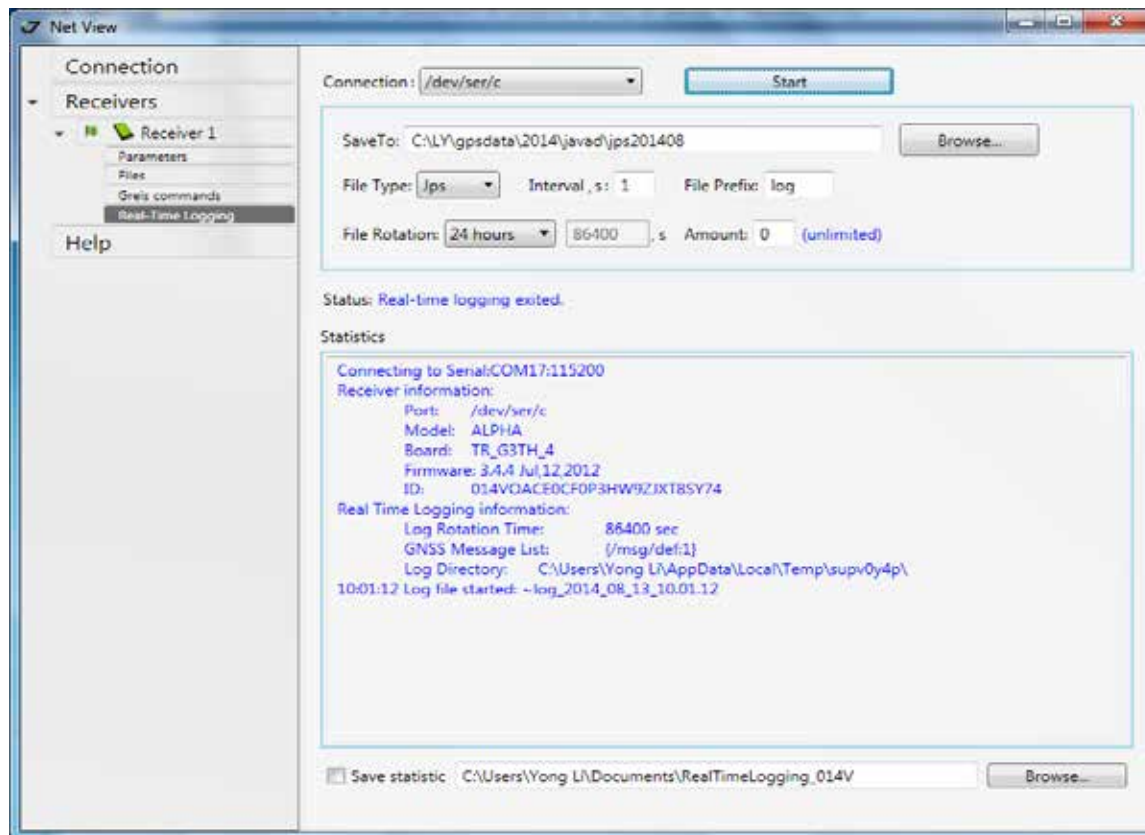 Net View
Connection
Receivers
Receiver 1
Parameters
Files
Greis commands
Real-Time Logging
Help
Connection : /dev/ser/c Start
SaveTo: C:\LY\gpsdata\2014\javad\jps201408 Browse...
File Type: Jps Interval , s: 1 File Prefix: log
File Rotation: 24 hours 86400 , s Amount: 0 (unlimited)
Status: Real-time logging exited.
Statistics
Connecting to Serial:COM17:115200
Receiver information:
Port: /dev/ser/c
Model: ALPHA
Board: TR_G3TH_4
Firmware: 3.4.4 Jul,12,2012
ID:
Real Time Logging information:
Log Rotation Time: 86400 sec
GNSS Message List: {/msg/def:1}
Log Directory: C:\Users\Yong Li\AppData\Local\Temp\supv0y4p\
10:01:12 Log file started: ~log_2014_08_13_10.01.12
Save statistic C:\Users\Yong Li\Documents\RealTimeLogging_014V Browse...